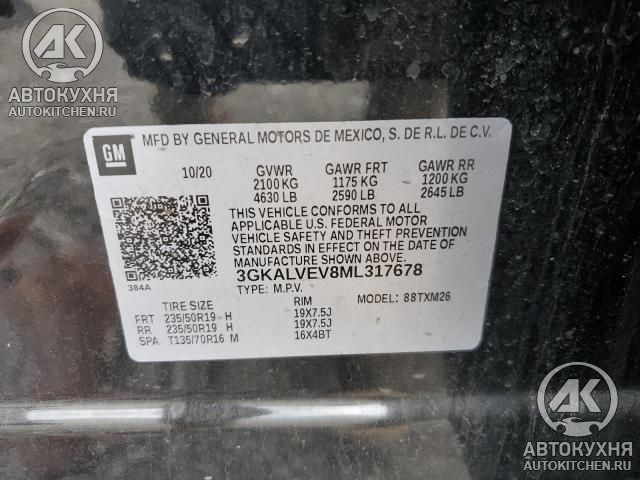 АК
АВТОКУХНЯ
AUTOKITCHEN.RU
GM
MFD BY GENERAL MOTORS DE MEXICO, S. DE R.L. DE C.V.
10/20 GVWR GAWR FRT GAWR RR
2100 KG 1175 KG 1200 KG
4630 LB 2590 LB 2645 LB
THIS VEHICLE CONFORMS TO ALL
APPLICABLE U.S. FEDERAL MOTOR
VEHICLE SAFETY AND THEFT PREVENTION
STANDARDS IN EFFECT ON THE DATE OF
MANUFACTURE SHOWN ABOVE.
3GKALVEV8ML317678
384A
TYPE: M.P.V. MODEL: 88TXM26
TIRE SIZE RIM
FRT 235/50R19 H 19X7.5J
RR 235/50R19 H 19X7.5J
SPA T135/70R16 M 16X4BT
АК
АВТОКУХНЯ
AUTOKITCHEN.RU